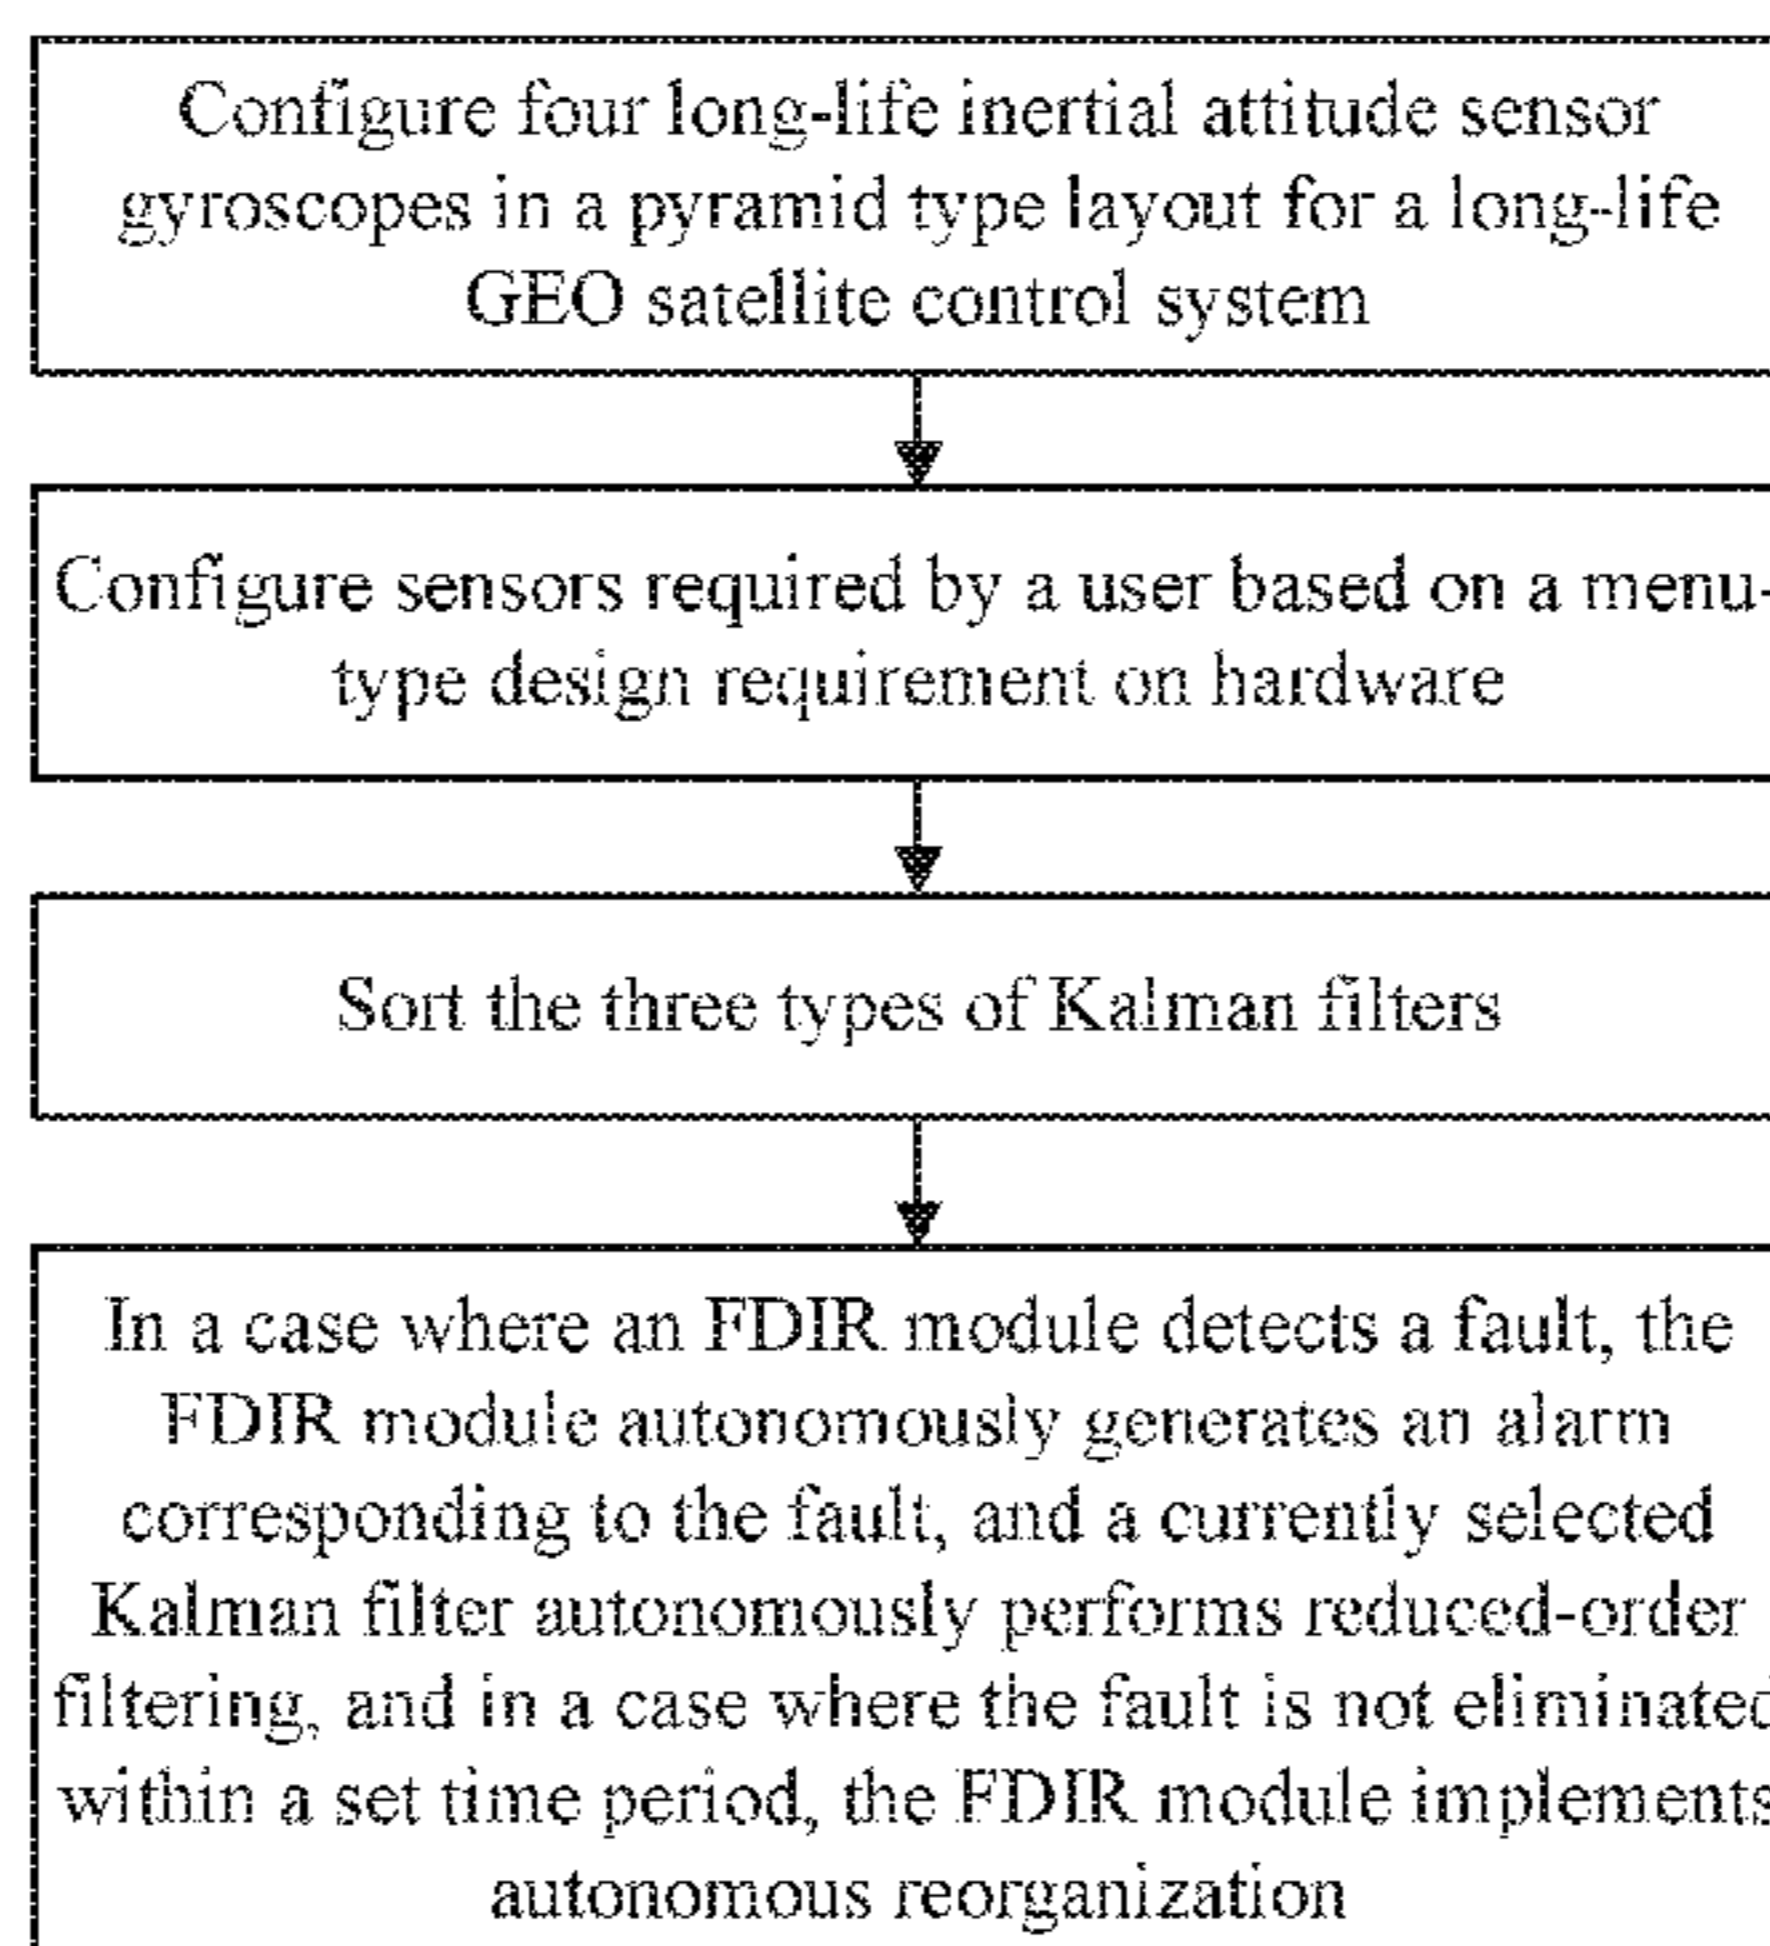 Configure four long-life inertial attitude sensor
gyroscopes in a pyramid type layout for a long-life
GEO satellite control system
Configure sensors required by a user based on a menu-
type design requirement on hardware
Sort the three types of Kalman filters
In a case where an FDIR module detects a fault, the
FDIR module autonomously generates an alarm
corresponding to the fault, and a currently selected
Kalman filter autonomously performs reduced-order
filtering, and in a case where the fault is not eliminated
within a set time period, the FDIR module implements
autonomous reorganization